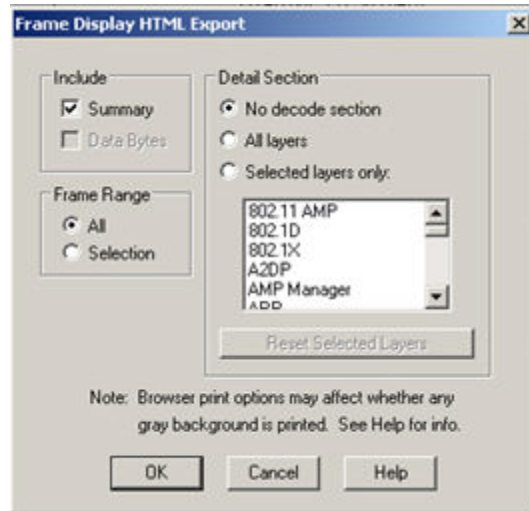 Frame Display HTML Export
Include
Summary
Data Bytes
Frame Range
All
Selection
Detail Section
No decode section
All layers
Selected layers only:
802.11 AMP
802.1D
802.1X
A2DP
AMP Manager
Reset Selected Layers
Note: Browser print options may affect whether any
gray background is printed. See Help for info.
OK
Cancel
Help